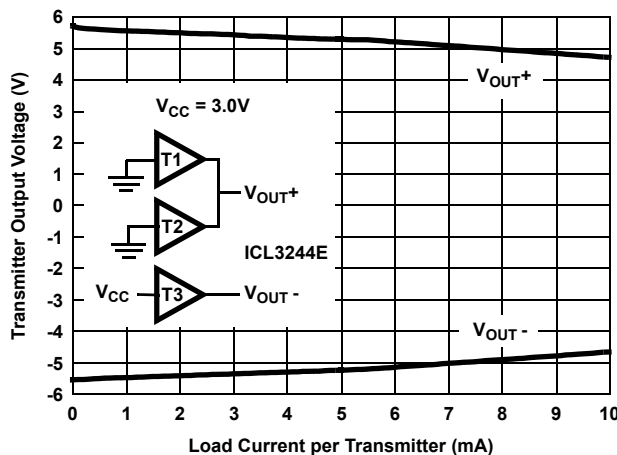 Transmitter Output Voltage (V)
6
5
4
3
2
1
0
-1
-2
-3
-4
-5
-6
VOUT+
VCC = 3.0V
T1
VOUT+
T2
ICL3244E
VCC
T3
VOUT -
VOUT -
0 1 2 3 4 5 6 7 8 9 10
Load Current per Transmitter (mA)